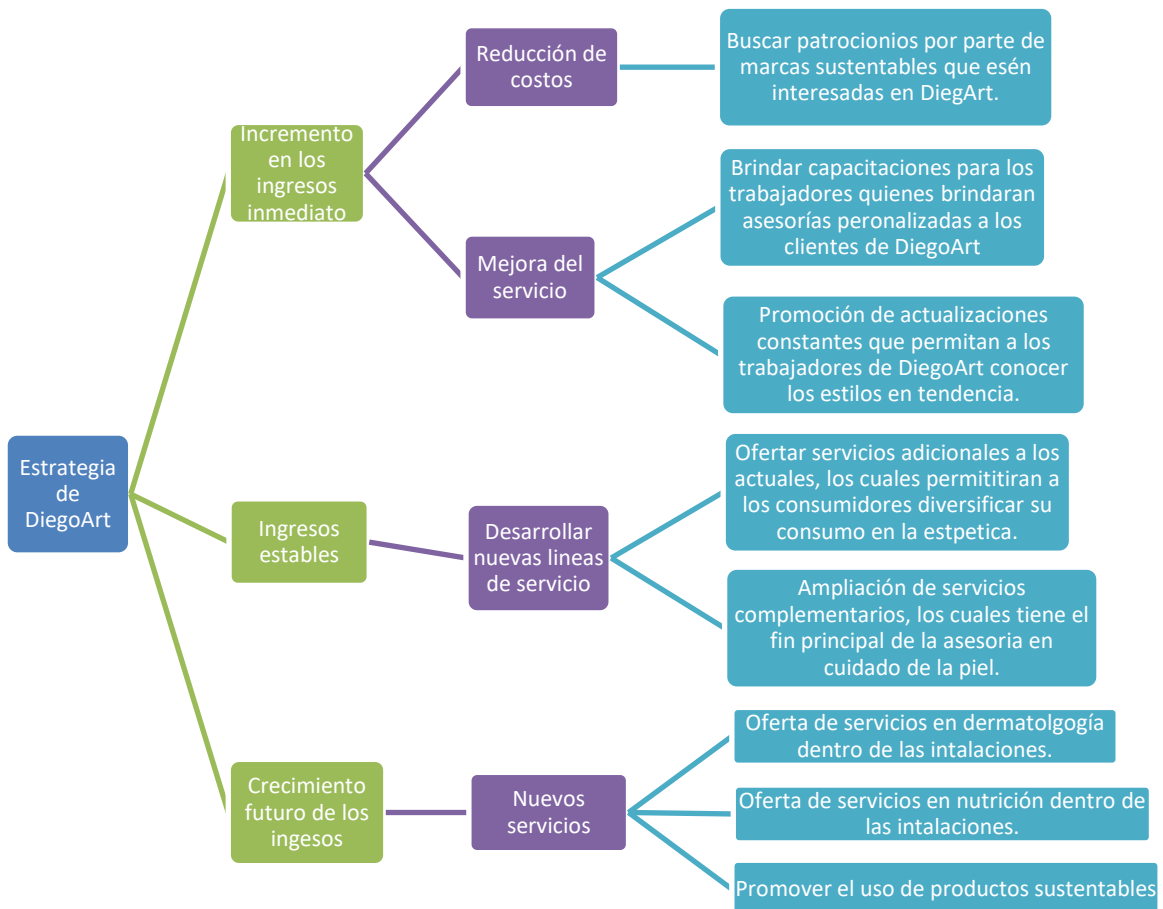 Estrategia
de
DiegoArt
Incremento
en los
ingresos
inmediato
Reducción de
costos
Buscar patrocionios por parte de
marcas sustentables que esén
interesadas en DiegArt.
Mejora del
servicio
Brindar capacitaciones para los
trabajadores quienes brindaran
asesorías peronalizadas a los
clientes de DiegoArt
Promoción de actualizaciones
constantes que permitan a los
trabajadores de DiegoArt conocer
los estilos en tendencia.
Ingresos
estables
Desarrollar
nuevas lineas
de servicio
Ofertar servicios adicionales a los
actuales, los cuales permititiran a
los consumidores diversificar su
consumo en la estpetica.
Ampliación de servicios
complementarios, los cuales tiene el
fin principal de la asesoria en
cuidado de la piel.
Crecimiento
futuro de los
ingesos
Nuevos
servicios
Oferta de servicios en dermatolgogía
dentro de las intalaciones.
Oferta de servicios en nutrición dentro de
las intalaciones.
Promover el uso de productos sustentables